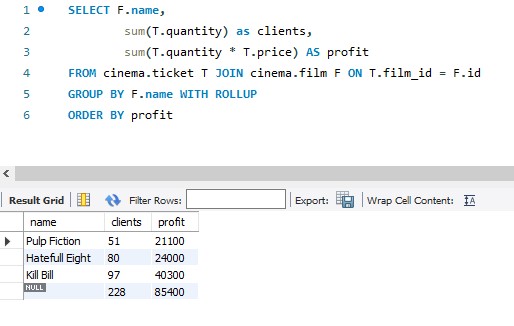 1 SELECT F.name,
2 sum(T.quantity) as clients,
3 sum(T.quantity * T.price) AS profit
4 FROM cinema.ticket T JOIN cinema.film F ON T.film_id = F.id
5 GROUP BY F.name WITH ROLLUP
6 ORDER BY profit
Result Grid Filter Rows: Export: Wrap Cell Content: IA
name clients profit
Pulp Fiction 51 21100
Hatefull Eight 80 24000
Kill Bill 97 40300
NULL 228 85400